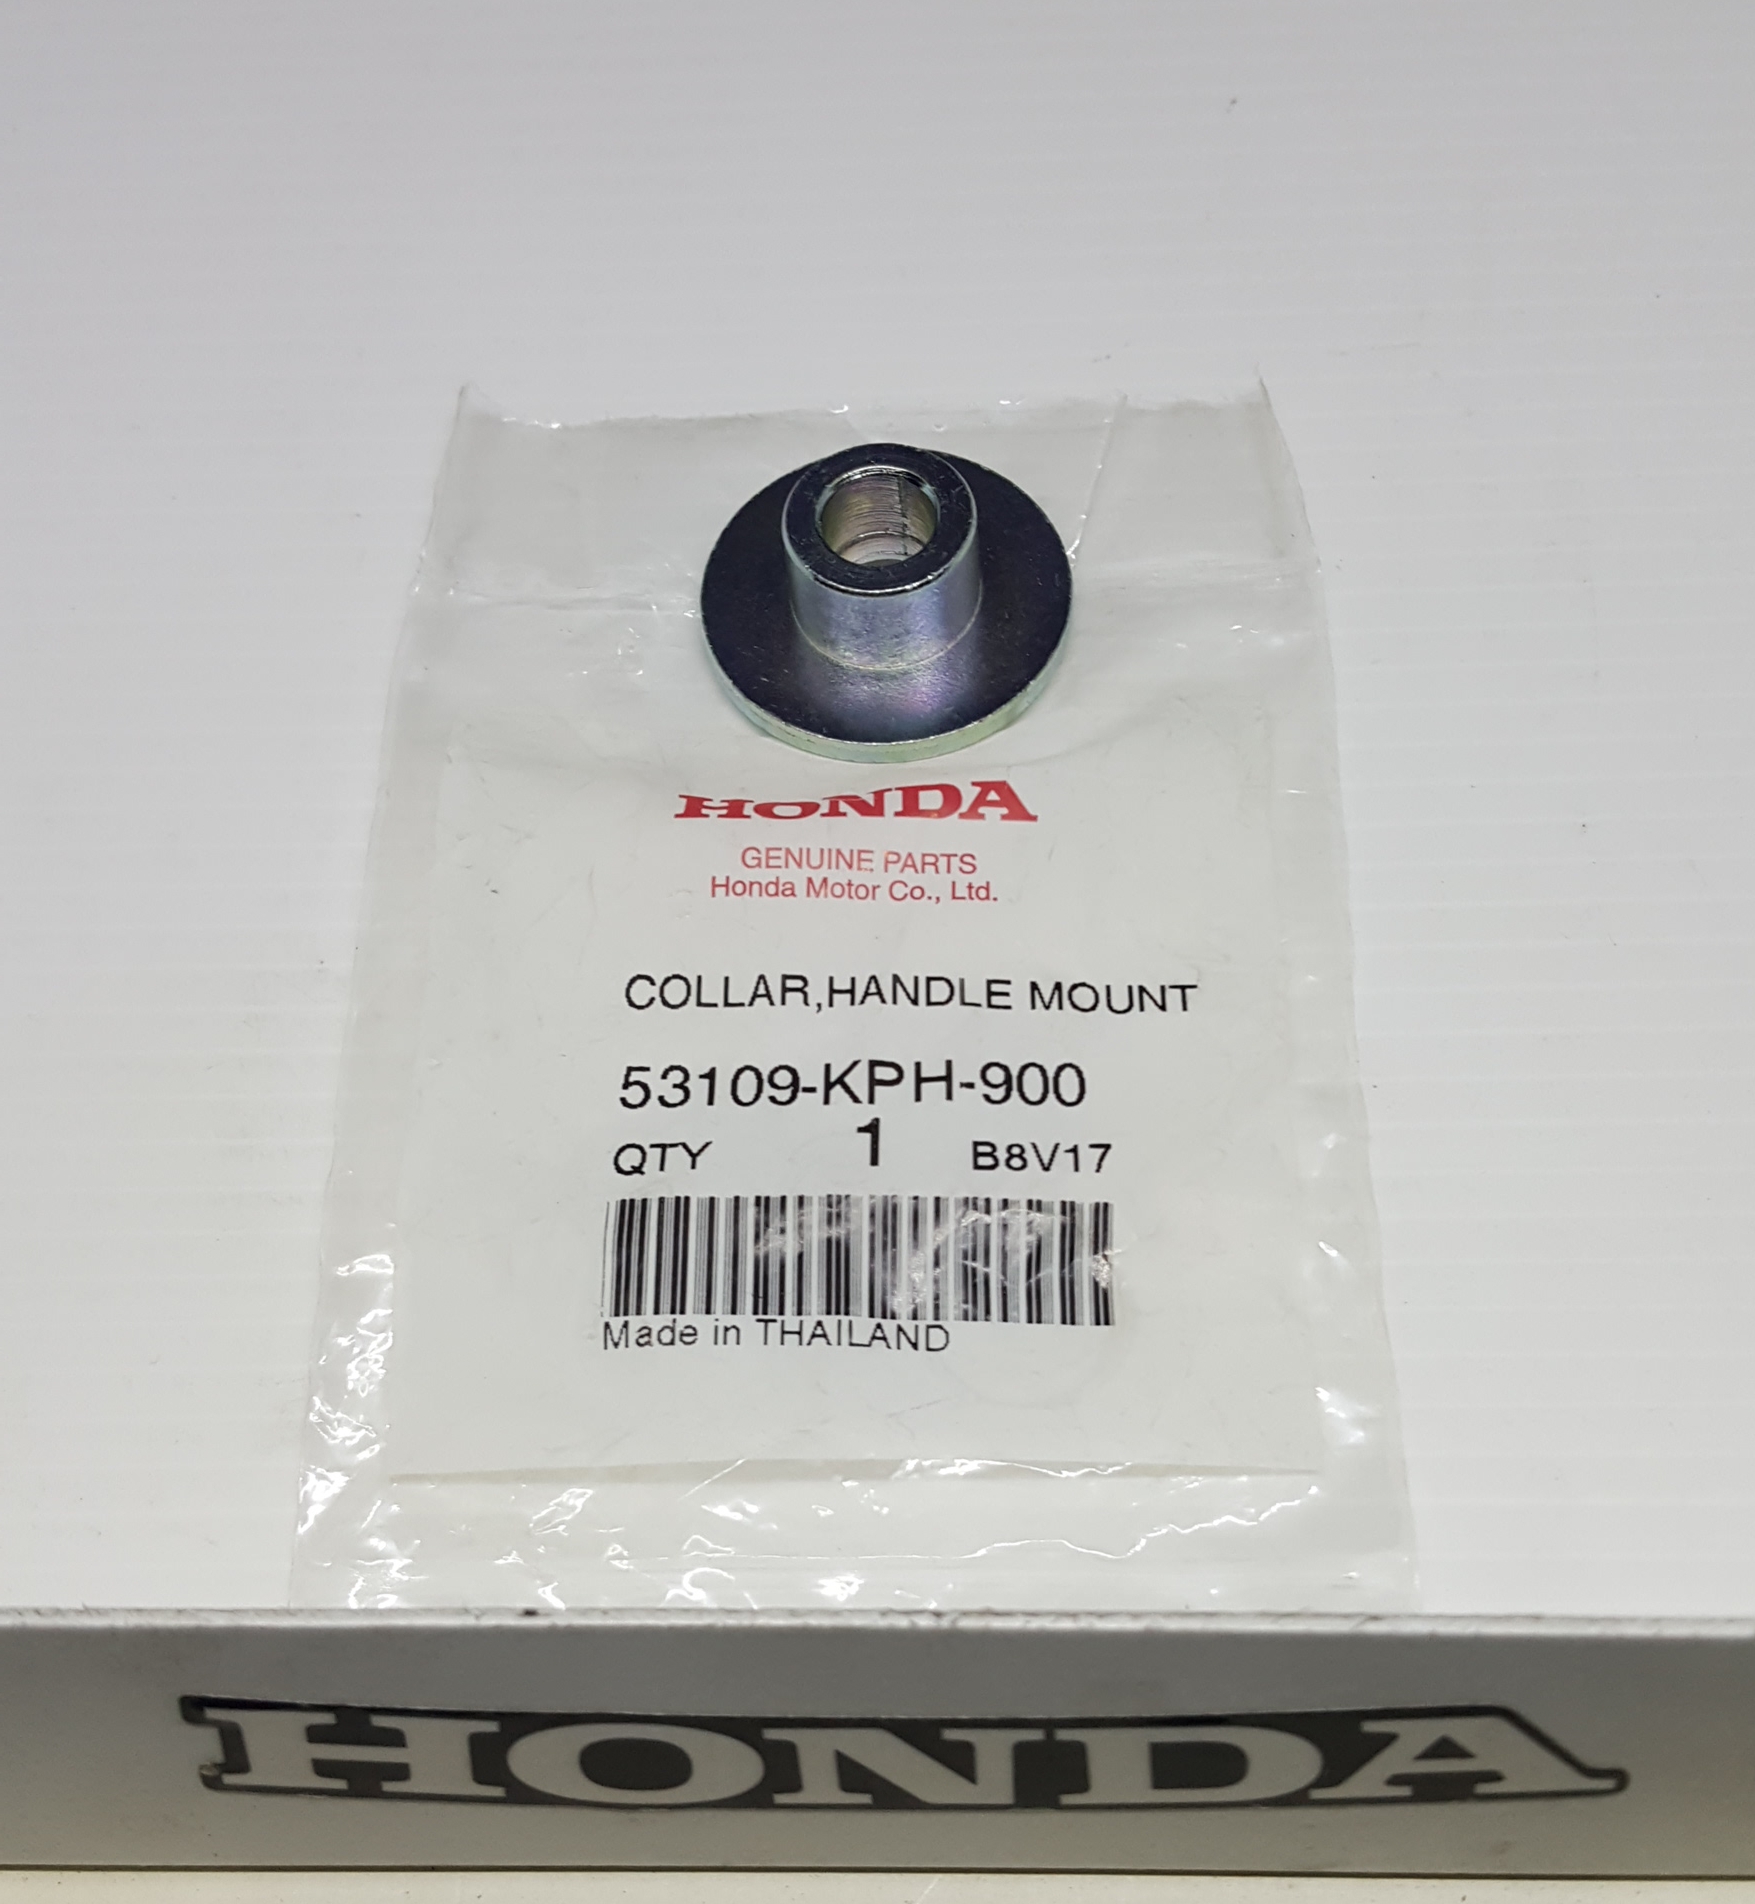 HONDA
GENUINE PARTS
Honda Motor Co., Ltd.
COLLAR,HANDLE MOUNT
53109-KPH-900
QTY 1 B8V17
Made in THAILAND
HONDA